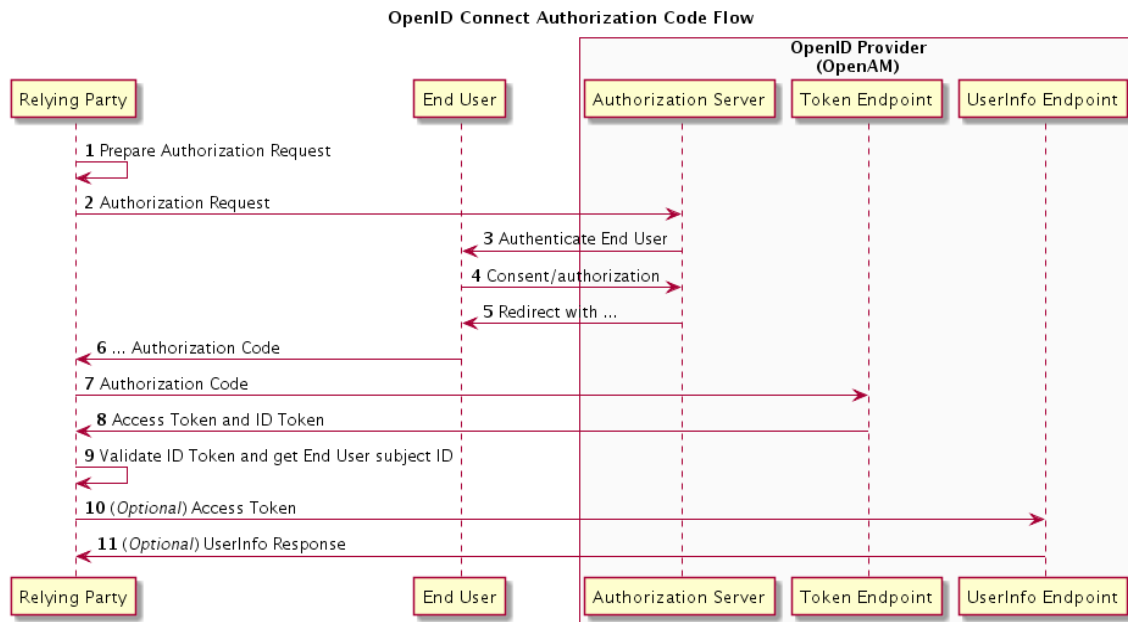 OpenID Connect Authorization Code Flow
OpenID Provider
(OpenAM)
Relying Party
End User
Authorization Server
Token Endpoint
UserInfo Endpoint
1 Prepare Authorization Request
2 Authorization Request
3 Authenticate End User
4 Consent/authorization
5 Redirect with ...
6 ... Authorization Code
7 Authorization Code
8 Access Token and ID Token
9 Validate ID Token and get End User subject ID
10 (Optional) Access Token
11 (Optional) UserInfo Response
Relying Party
End User
Authorization Server
Token Endpoint
UserInfo Endpoint